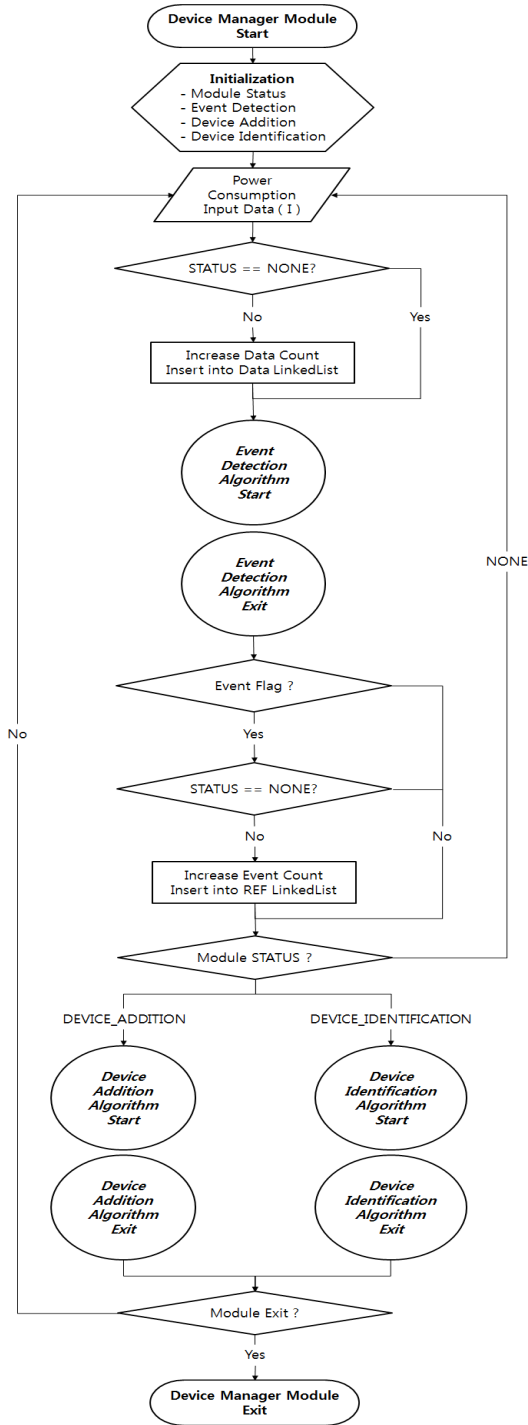 Device Manager Module
Start
Initialization
- Module Status
- Event Detection
- Device Addition
- Device Identification
Power
Consumption
Input Data ( I )
STATUS == NONE?
No
Yes
Increase Data Count
Insert into Data LinkedList
Event
Detection
Algorithm
Start
Event
Detection
Algorithm
Exit
NONE
Event Flag ?
No
Yes
STATUS == NONE?
No
No
Increase Event Count
Insert into REF LinkedList
Module STATUS ?
DEVICE_ADDITION
DEVICE_IDENTIFICATION
Device
Addition
Algorithm
Start
Device
Identification
Algorithm
Start
Device
Addition
Algorithm
Exit
Device
Identification
Algorithm
Exit
Module Exit ?
Yes
Device Manager Module
Exit